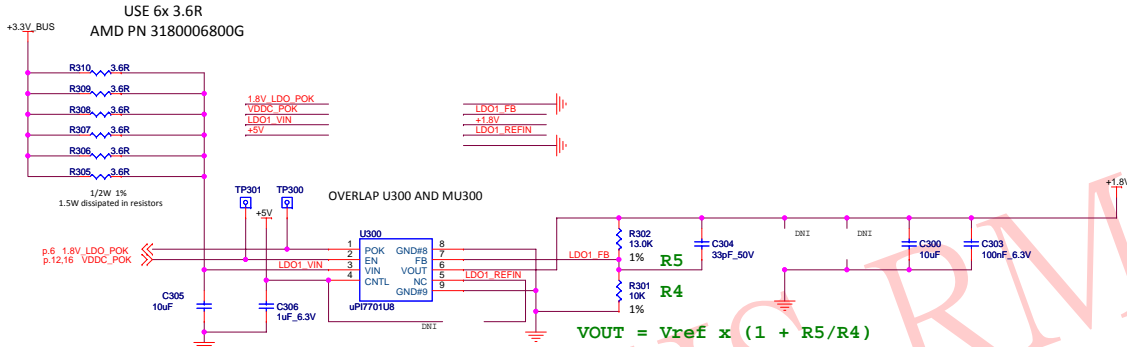 USE 6x 3.6R
AMD PN 3180006800G
+3.3V_BUS
R310 3.6R
R309 3.6R
R308 3.6R
R307 3.6R
R306 3.6R
R305 3.6R
1/2W 1%
1.5W dissipated in resistors
1.8V_LDO_POK
VDDC_POK
LDO1_VIN
+5V
LDO1_FB
+1.8V
LDO1_REFIN
OVERLAP U300 AND MU300
TP301 TP300
+5V
p.6 1.8V_LDO_POK
p.12,16 VDDC_POK
LDO1_VIN
U300
1 POK GND#8 8
2 EN FB 7
3 VIN VOUT 6
4 CNTL NC 5
GND#9 9
uPI7701U8
LDO1_REFIN
DNI
C305
10uF
C306
1uF_6.3V
LDO1_FB
R302
13.0K
1%
R5
R301
10K
1%
R4
C304
33pF_50V
DNI
DNI
C300
10uF
C303
100nF_6.3V
+1.8V
VOUT = Vref x (1 + R5/R4)